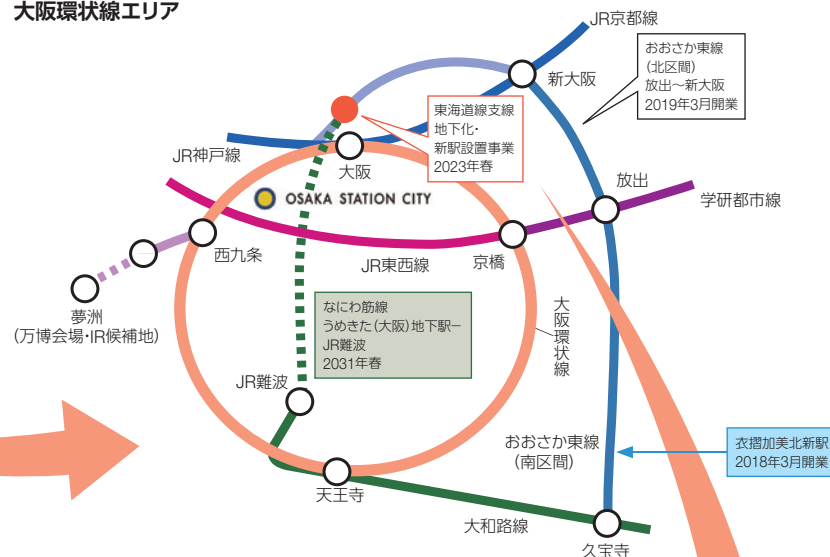 大阪環状線エリア
JR京都線
新大阪
おおさか東線
(北区間)
放出～新大阪
2019年3月開業
東海道線支線
地下化・
新駅設置事業
2023年春
JR神戸線
大阪
放出
学研都市線
OSAKA STATION CITY
西九条
JR東西線
京橋
夢洲
(万博会場・IR候補地)
なにわ筋線
うめきた(大阪)地下駅−
JR難波
2031年春
大阪環状線
JR難波
おおさか東線
(南区間)
衣摺加美北新駅
2018年3月開業
天王寺
大和路線
久宝寺